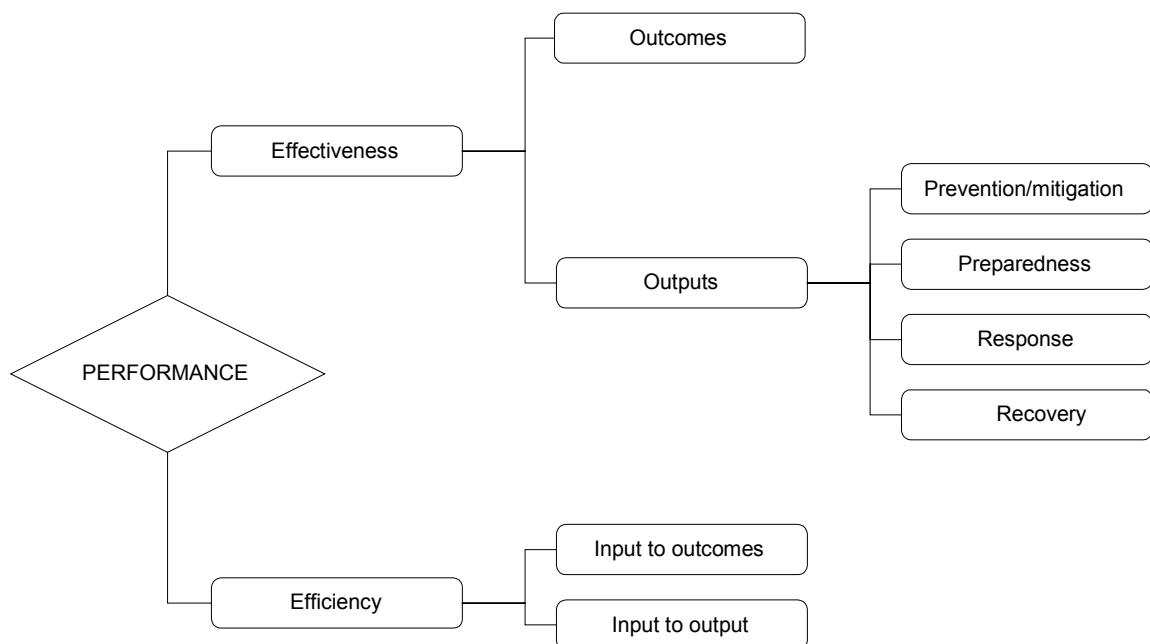 Outcomes
Effectiveness
Prevention/mitigation
Preparedness
Outputs
Response
PERFORMANCE
Recovery
Input to outcomes
Efficiency
Input to output